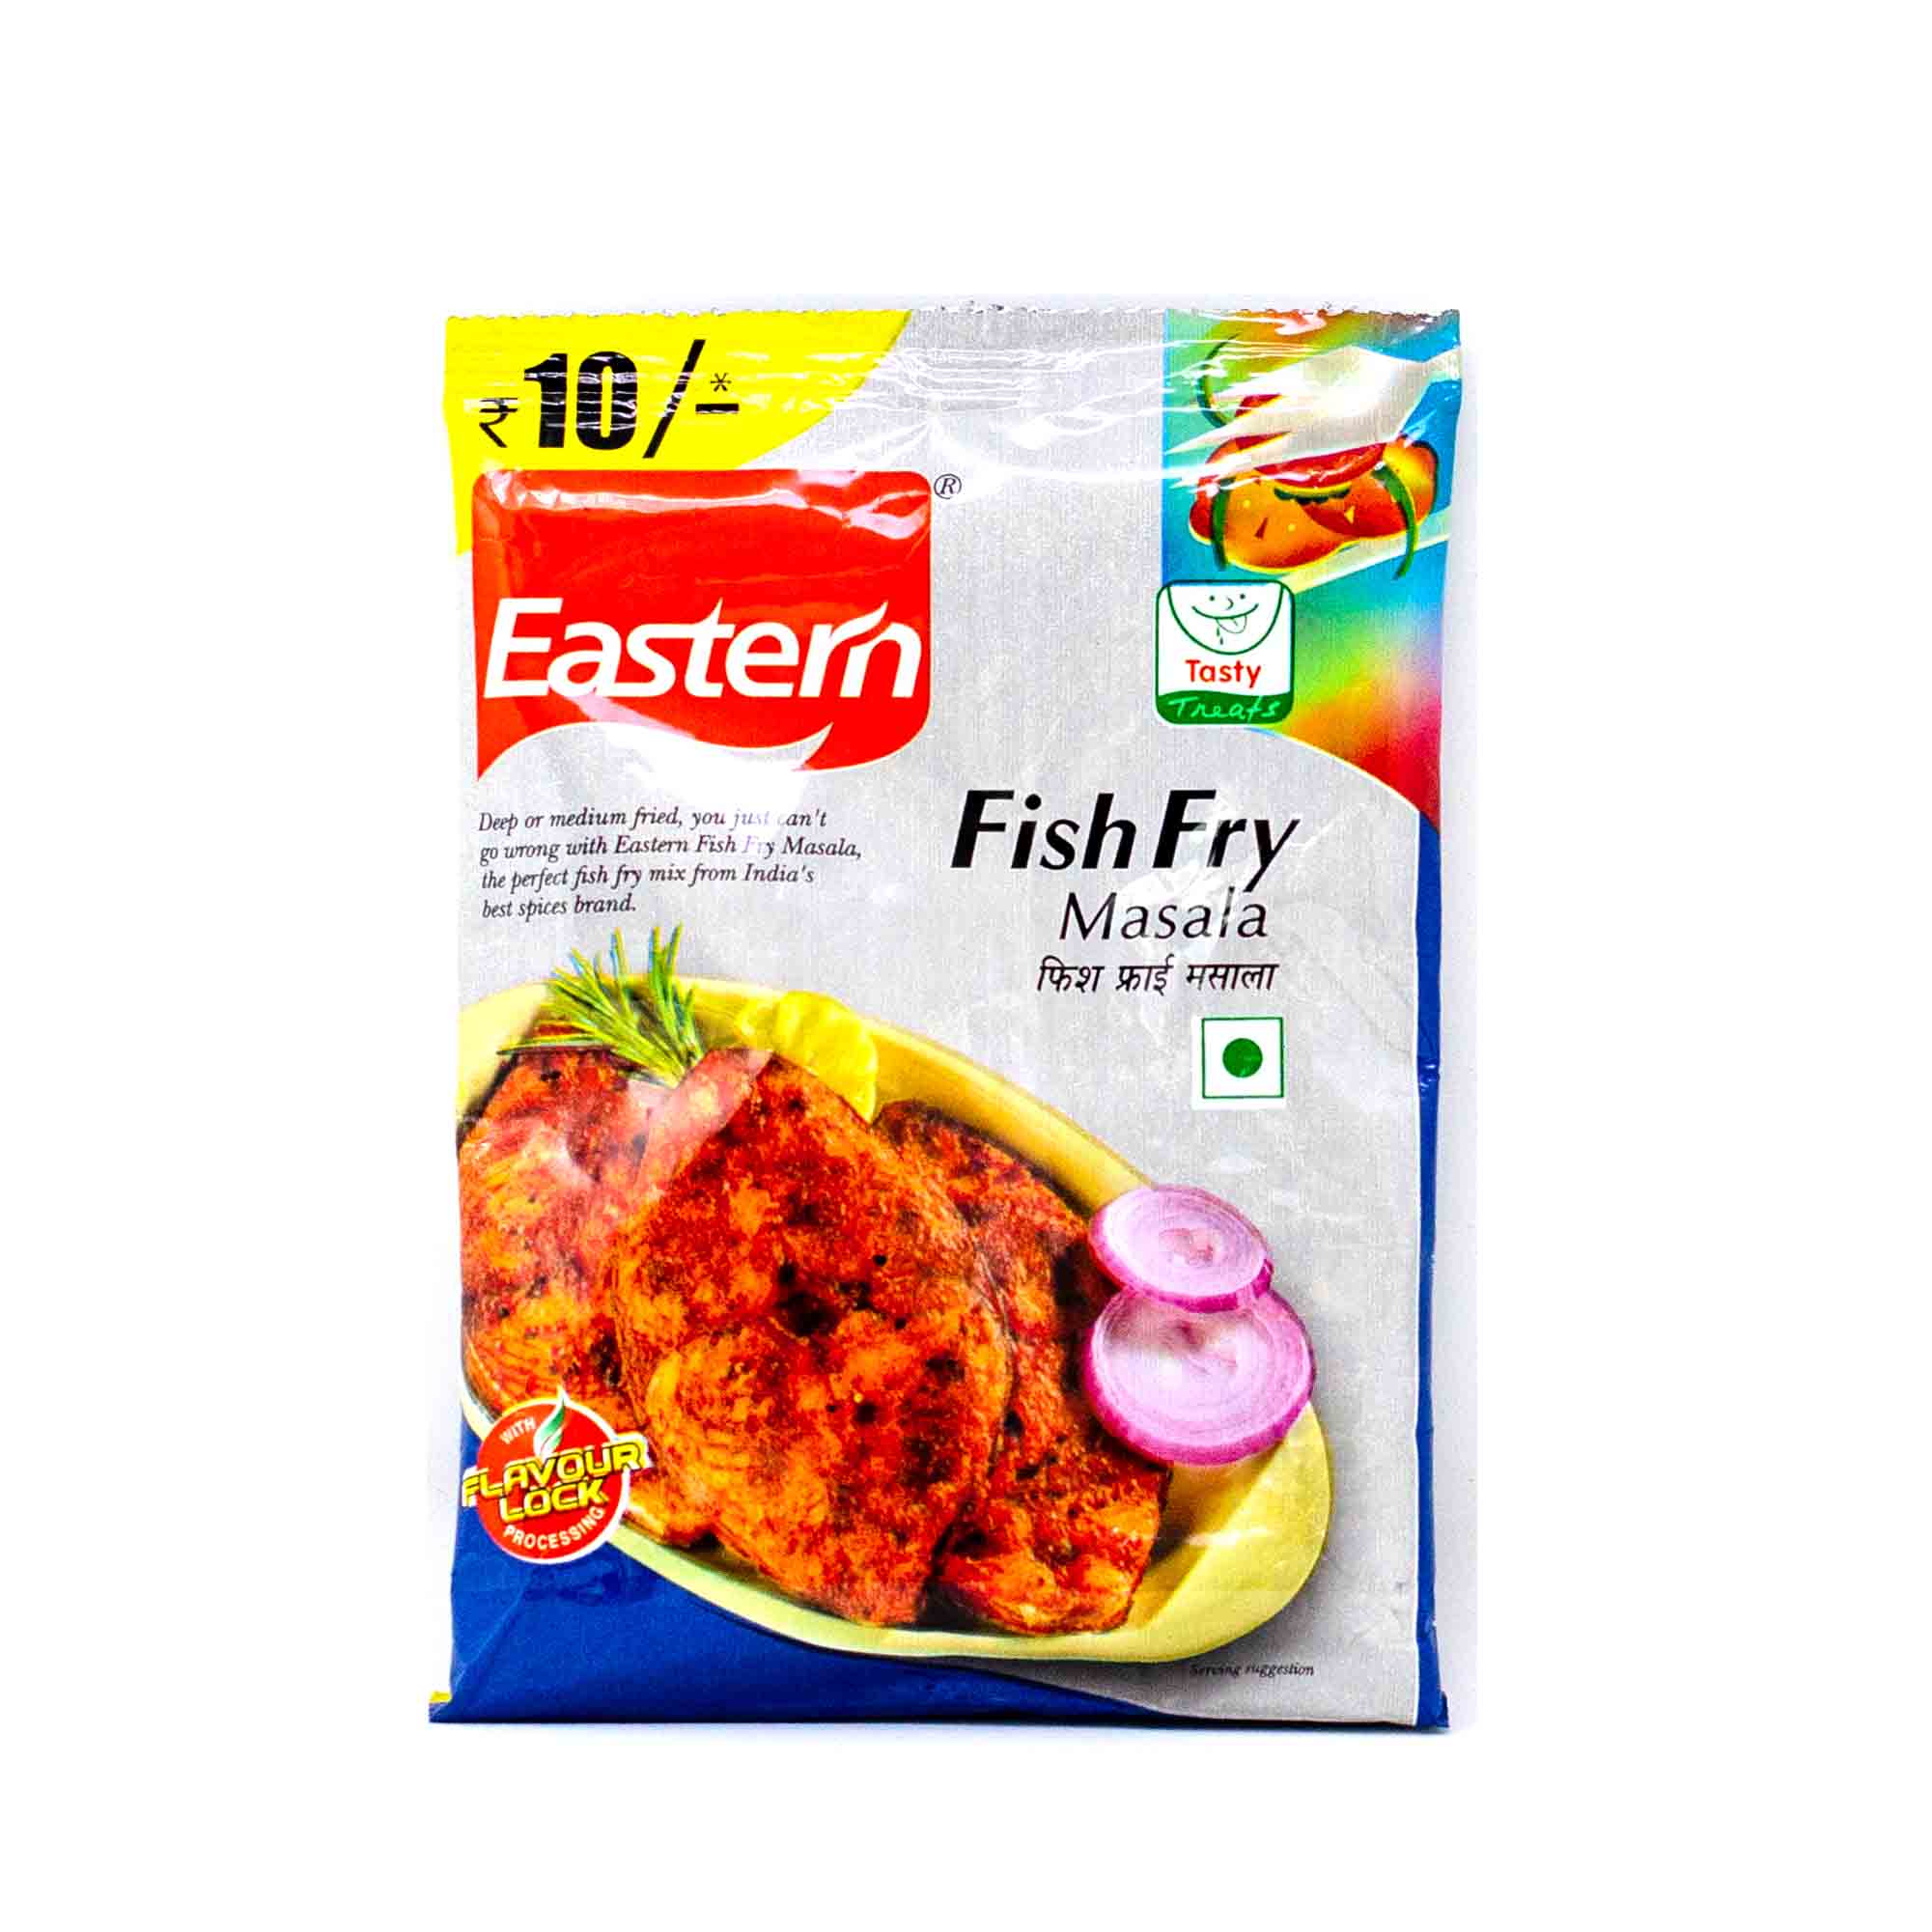 ₹10/-*
Eastern®
Tasty
Treats
Deep or medium fried, you just can't
go wrong with Eastern Fish Fry Masala,
the perfect fish fry mix from India's
best spices brand.
Fish Fry
Masala
फिश फ्राई मसाला
WITH
FLAVOUR
LOCK
PROCESSING
Serving suggestion